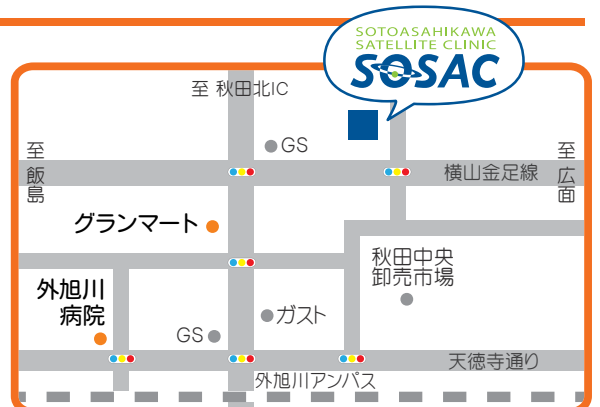 SOTOASAHIKAWA
SATELLITE CLINIC
SOSAC
至 秋田北IC
GS
至
飯
島
横山金足線
至
広
面
グランマート
秋田中央
卸売市場
外旭川
病院
ガスト
GS
天徳寺通り
外旭川アンパス